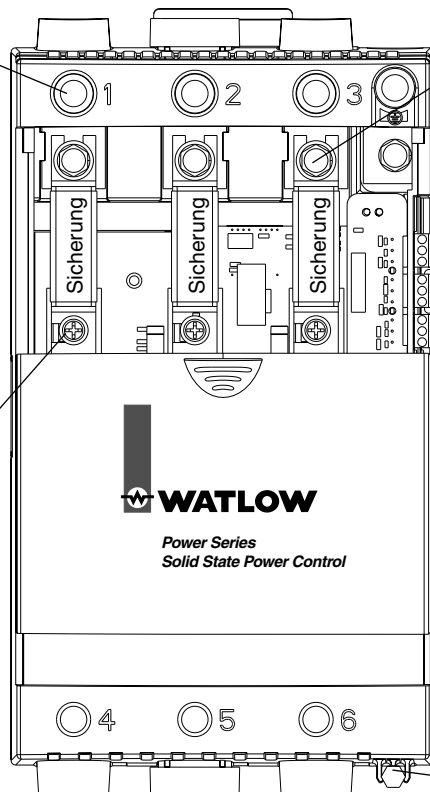 1 2 3
Sicherung Sicherung Sicherung
WATLOW
Power Series
Solid State Power Control
4 5 6